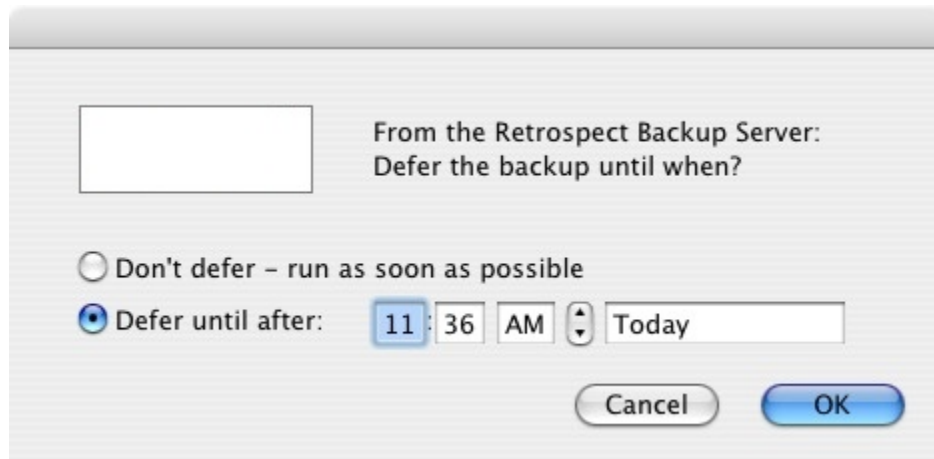 From the Retrospect Backup Server:
Defer the backup until when?
Don't defer – run as soon as possible
Defer until after: 11 : 36 AM Today
Cancel OK